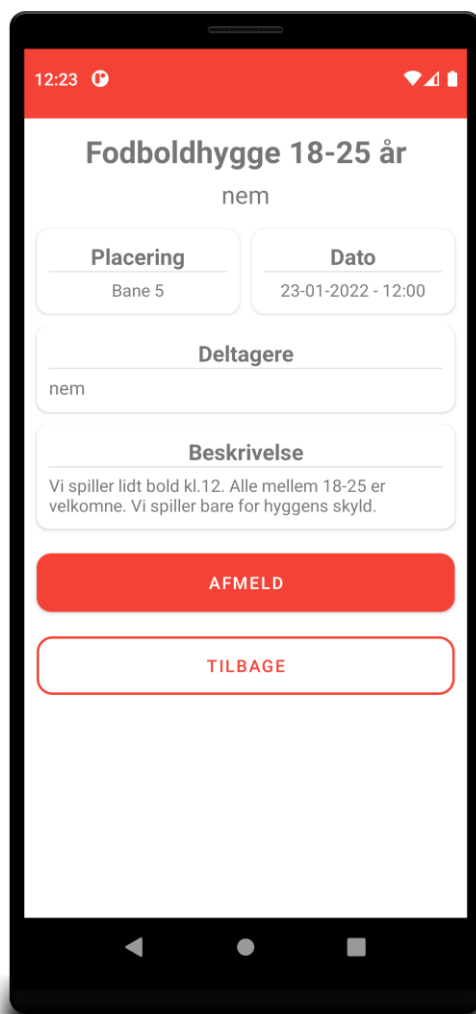 12:23
Fodboldhygge 18-25 år
nem
Placering
Bane 5
Dato
23-01-2022 - 12:00
Deltagere
nem
Beskrivelse
Vi spiller lidt bold kl.12. Alle mellem 18-25 er
velkomne. Vi spiller bare for hyggens skyld.
AFMELD
TILBAGE